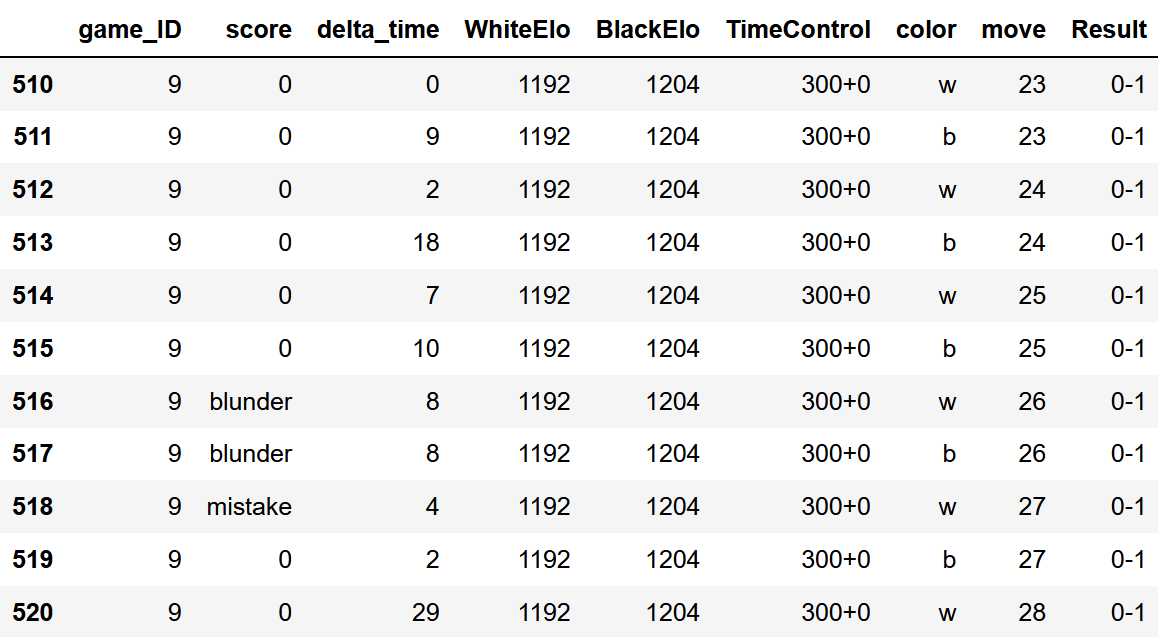 game_ID score delta_time WhiteElo BlackElo TimeControl color move Result
510 9 0 0 1192 1204 300+0 w 23 0-1
511 9 0 9 1192 1204 300+0 b 23 0-1
512 9 0 2 1192 1204 300+0 w 24 0-1
513 9 0 18 1192 1204 300+0 b 24 0-1
514 9 0 7 1192 1204 300+0 w 25 0-1
515 9 0 10 1192 1204 300+0 b 25 0-1
516 9 blunder 8 1192 1204 300+0 w 26 0-1
517 9 blunder 8 1192 1204 300+0 b 26 0-1
518 9 mistake 4 1192 1204 300+0 w 27 0-1
519 9 0 2 1192 1204 300+0 b 27 0-1
520 9 0 29 1192 1204 300+0 w 28 0-1